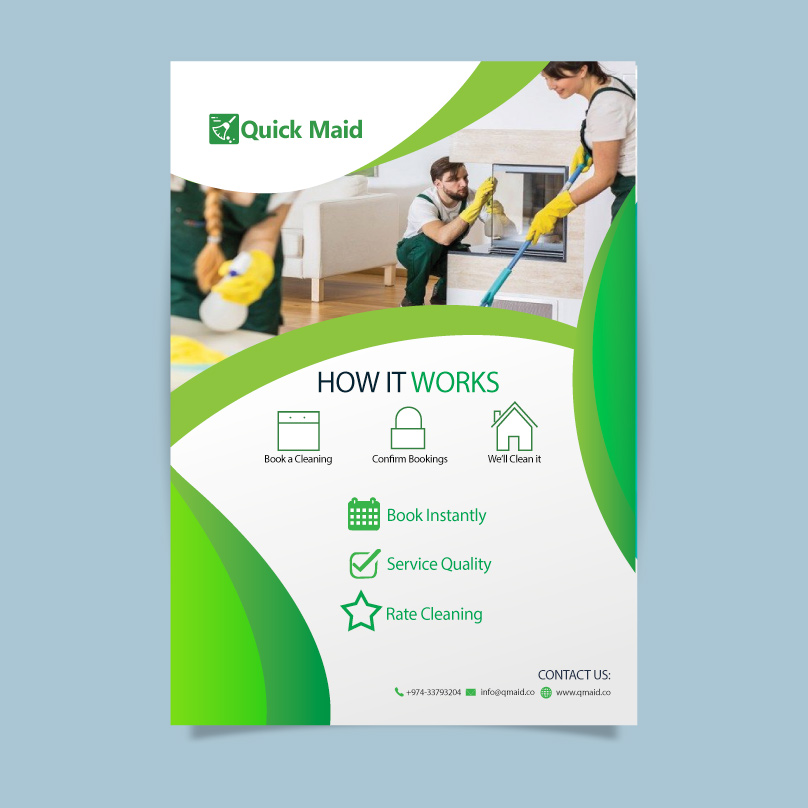 Quick Maid
HOW IT WORKS
Book a Cleaning
Confirm Bookings
We'll Clean it
Book Instantly
Service Quality
Rate Cleaning
CONTACT US:
+974-33793204 info@qmaid.co www.qmaid.co